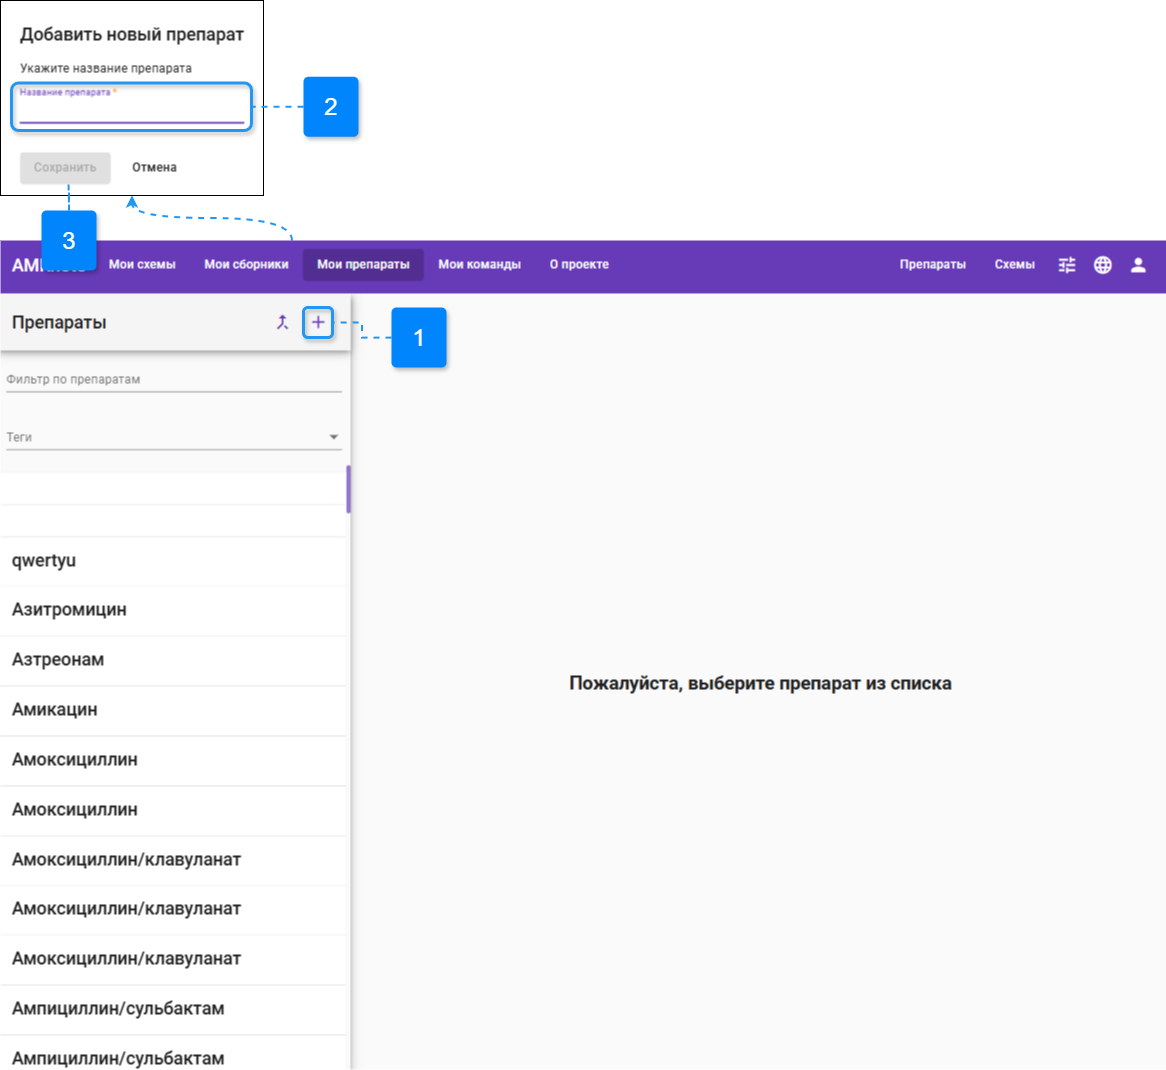 Добавить новый препарат
Укажите название препарата
Название препарата *
2
Сохранить Отмена
3
Мои схемы Мои сборники Мои препараты Мои команды О проекте Препараты Схемы
Препараты
1
Фильтр по препаратам
Теги
qwertyu
Азитромицин
Азтреонам
Пожалуйста, выберите препарат из списка
Амикацин
Амоксициллин
Амоксициллин
Амоксициллин/клавуланат
Амоксициллин/клавуланат
Амоксициллин/клавуланат
Ампициллин/сульбактам
Ампициллин/сульбактам